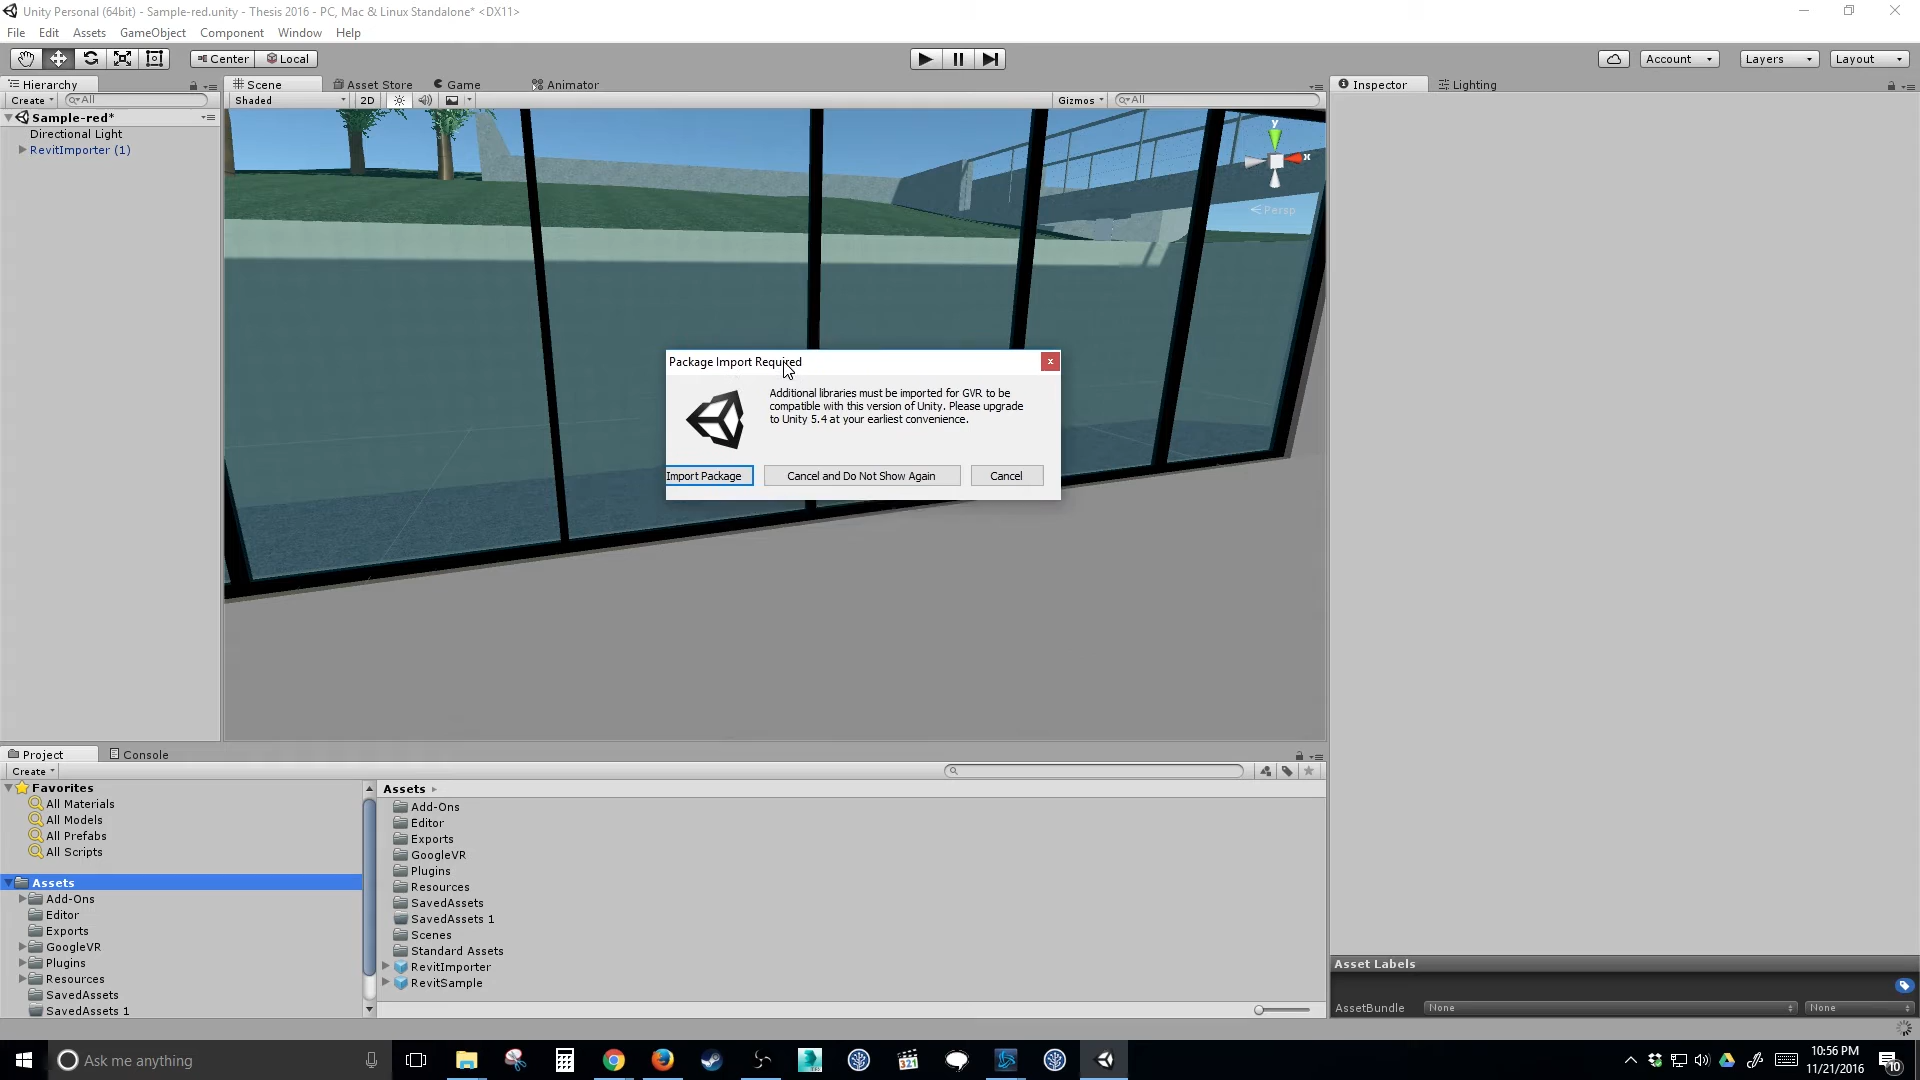 Unity Personal (64bit) - Sample-red.unity - Thesis 2016 - PC, Mac & Linux Standalone* <DX11>
File Edit Assets GameObject Component Window Help
Center Local Account Layers Layout
Hierarchy Scene Asset Store Game Animator Inspector Lighting
Create All Shaded 2D Gizmos All
Sample-red*
Directional Light
RevitImporter (1)
y
x
Persp
Package Import Required
x
Additional libraries must be imported for GVR to be
compatible with this version of Unity. Please upgrade
to Unity 5.4 at your earliest convenience.
Import Package Cancel and Do Not Show Again Cancel
Project Console
Create
Favorites
All Materials
All Models
All Prefabs
All Scripts
Assets
Add-Ons
Editor
Exports
GoogleVR
Plugins
Resources
SavedAssets
SavedAssets 1
Assets
Add-Ons
Editor
Exports
GoogleVR
Plugins
Resources
SavedAssets
SavedAssets 1
Scenes
Standard Assets
RevitImporter
RevitSample
Asset Labels
AssetBundle None None
Ask me anything
321
10:56 PM
11/21/2016
10